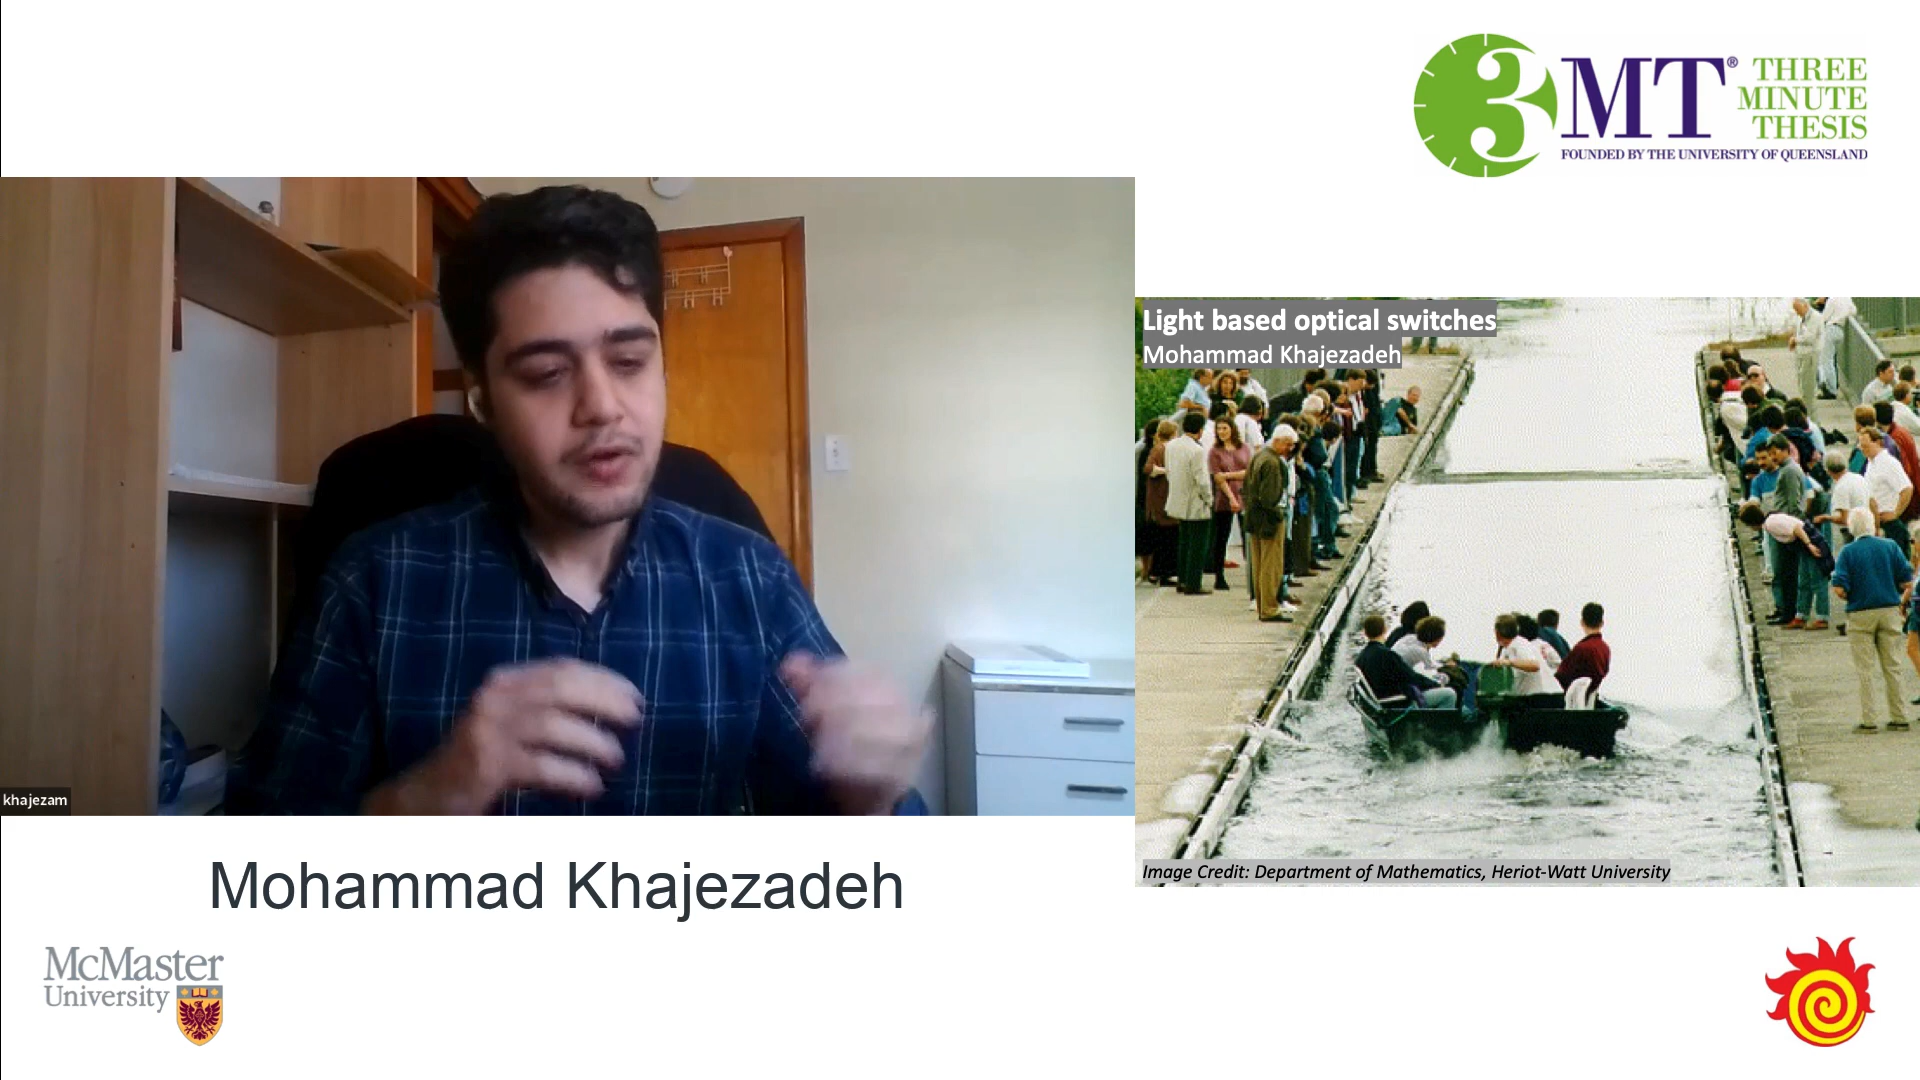 3MT® THREE
MINUTE
THESIS
FOUNDED BY THE UNIVERSITY OF QUEENSLAND
Light based optical switches
Mohammad Khajezadeh
khajezam
Image Credit: Department of Mathematics, Heriot-Watt University
Mohammad Khajezadeh
McMaster
University